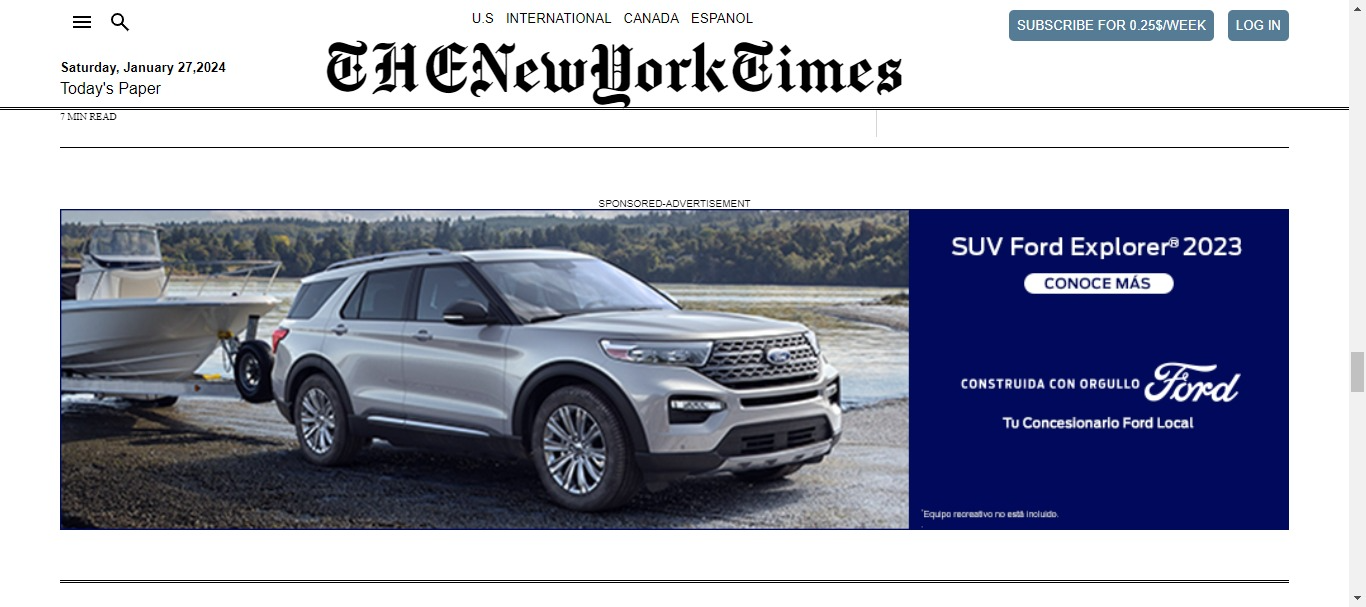 U.S INTERNATIONAL CANADA ESPANOL
SUBSCRIBE FOR 0.25$/WEEK
LOG IN
Saturday, January 27,2024
Today's Paper
THENewYorkTimes
7 MIN READ
SPONSORED-ADVERTISEMENT
SUV Ford Explorer® 2023
CONOCE MÁS
CONSTRUIDA CON ORGULLO Ford
Tu Concesionario Ford Local
*Equipo recreativo no está incluido.